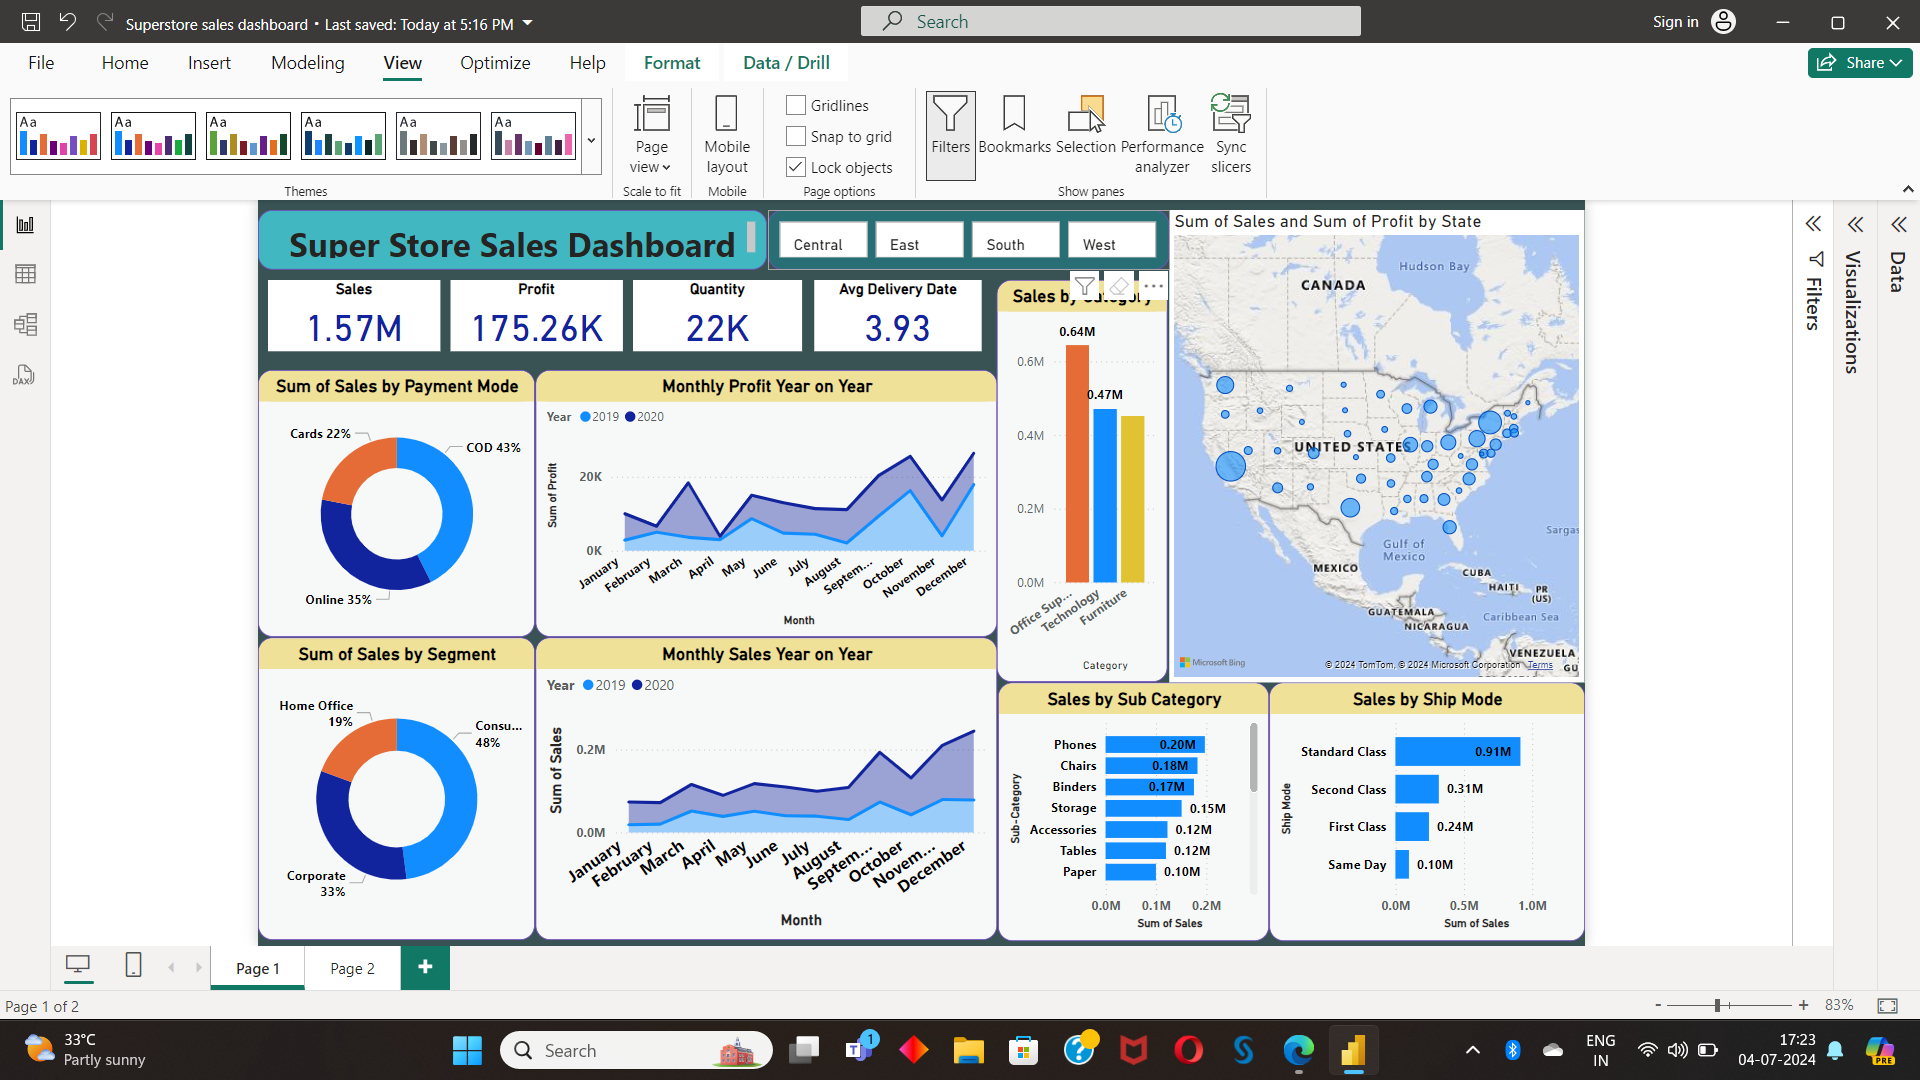 Superstore sales dashboard • Last saved: Today at 5:16 PM
Search
Sign in
File
Home
Insert
Modeling
View
Optimize
Help
Format
Data / Drill
Share
Aa
Aa
Aa
Aa
Aa
Aa
Themes
Page view
Scale to fit
Mobile layout
Mobile
Gridlines
Snap to grid
Lock objects
Page options
Filters
Bookmarks
Selection
Performance analyzer
Sync slicers
Show panes
DAX
Super Store Sales Dashboard
Central
East
South
West
Sales
1.57M
Profit
175.26K
Quantity
22K
Avg Delivery Date
3.93
Sum of Sales by Payment Mode
Cards 22%
COD 43%
Online 35%
Monthly Profit Year on Year
Year 2019 2020
Sum of Profit
20K
0K
January
February
March
April
May
June
July
August
Septem...
October
November
December
Month
Sales by Category
0.64M
0.47M
0.6M
0.4M
0.2M
0.0M
Office Sup...
Technology
Furniture
Category
Sum of Sales and Sum of Profit by State
Hudson Bay
CANADA
UNITED STATES
Sargas
Gulf of
Mexico
MEXICO
CUBA
HAITI
PR
(US)
GUATEMALA
Caribbean Sea
NICARAGUA
VENEZUELA
GU
Microsoft Bing
© 2024 TomTom, © 2024 Microsoft Corporation Terms
Sum of Sales by Segment
Home Office
19%
Consu...
48%
Corporate
33%
Monthly Sales Year on Year
Year 2019 2020
Sum of Sales
0.2M
0.0M
January
February
March
April
May
June
July
August
Septem...
October
Novem...
December
Month
Sales by Sub Category
Sub-Category
Phones 0.20M
Chairs 0.18M
Binders 0.17M
Storage 0.15M
Accessories 0.12M
Tables 0.12M
Paper 0.10M
0.0M 0.1M 0.2M
Sum of Sales
Sales by Ship Mode
Ship Mode
Standard Class 0.91M
Second Class 0.31M
First Class 0.24M
Same Day 0.10M
0.0M 0.5M 1.0M
Sum of Sales
Filters
Visualizations
Data
Page 1
Page 2
+
Page 1 of 2
- + 83%
33°C
Partly sunny
Search
1
ENG
IN
17:23
04-07-2024
PRE